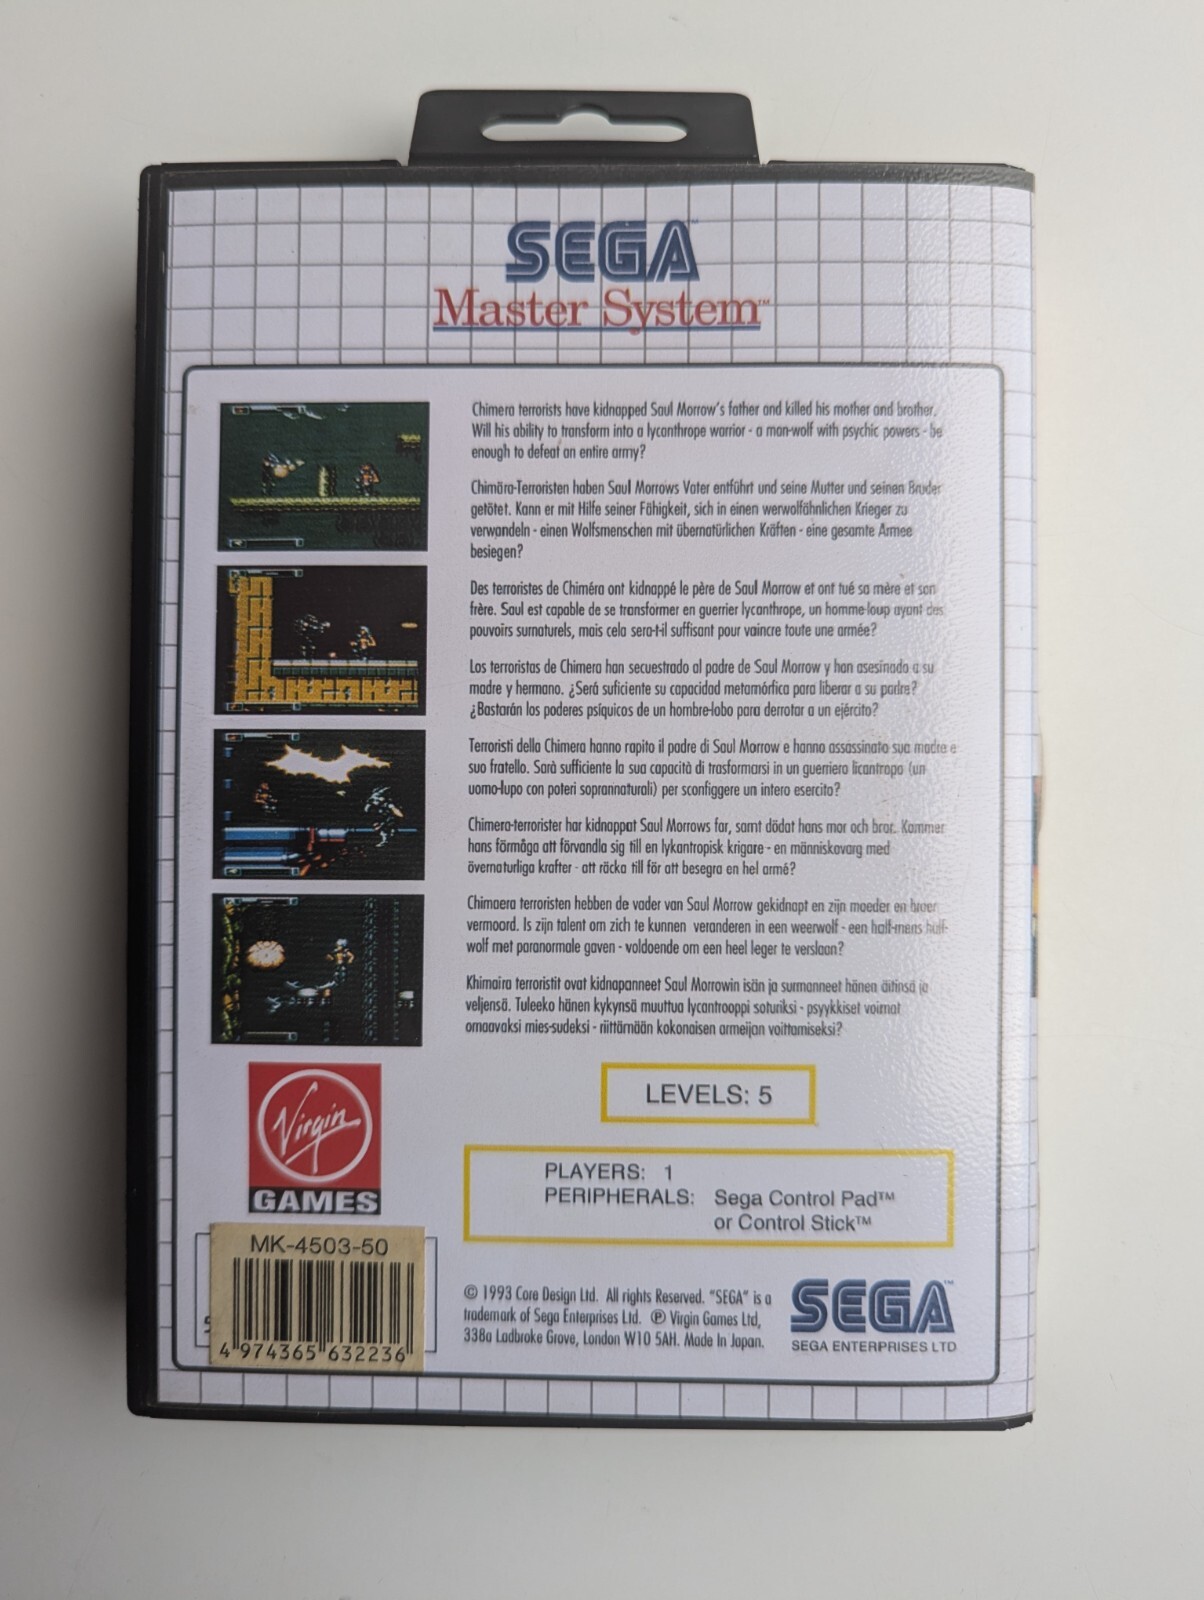 SEGA™
Master System™
Chimera terrorists have kidnapped Saul Morrow's father and killed his mother and brother.
Will his ability to transform into a lycanthrope warrior - a man-wolf with psychic powers - be
enough to defeat an entire army?
Chimära-Terroristen haben Saul Morrows Vater entführt und seine Mutter und seinen Bruder
getötet. Kann er mit Hilfe seiner Fähigkeit, sich in einen werwolfähnlichen Krieger zu
verwandeln - einen Wolfsmenschen mit übernatürlichen Kräften - eine gesamte Armee
besiegen?
Des terroristes de Chiméra ont kidnappé le père de Saul Morrow et ont tué sa mère et son
frère. Saul est capable de se transformer en guerrier lycanthrope, un homme-loup ayant des
pouvoirs surnaturels, mais cela sera-t-il suffisant pour vaincre toute une armée?
Los terroristas de Chimera han secuestrado al padre de Saul Morrow y han asesinado a su
madre y hermano. ¿Será suficiente su capacidad metamórfica para liberar a su padre?
¿Bastarán los poderes psíquicos de un hombre-lobo para derrotar a un ejército?
Terroristi della Chimera hanno rapito il padre di Saul Morrow e hanno assassinato sua madre e
suo fratello. Sarà sufficiente la sua capacità di trasformarsi in un guerriero licantropo (un
uomo-lupo con poteri soprannaturali) per sconfiggere un intero esercito?
Chimera-terrorister har kidnappat Saul Morrows far, samt dödat hans mor och bror. Kommer
hans förmåga att förvandla sig till en lykantropisk krigare - en människovarg med
övernaturliga krafter - att räcka till för att besegra en hel armé?
Chimaera terroristen hebben de vader van Saul Morrow gekidnapt en zijn moeder en broer
vermoord. Is zijn talent om zich te kunnen veranderen in een weerwolf - een half-mens half-
wolf met paranormale gaven - voldoende om een heel leger te verslaan?
Khimaira terroristit ovat kidnapanneet Saul Morrowin isän ja surmanneet hänen äitinsä ja
veljensä. Tuleeko hänen kykynsä muuttua lycantrooppi soturiksi - psyykkiset voimat
omaavaksi mies-sudeksi - riittämään kokonaisen armeijan voittamiseksi?
Virgin
GAMES
LEVELS: 5
PLAYERS: 1
PERIPHERALS: Sega Control Pad™
or Control Stick™
MK-4503-50
4 974365 632236
5
© 1993 Core Design Ltd. All rights Reserved. "SEGA" is a
trademark of Sega Enterprises Ltd. Ⓟ Virgin Games Ltd,
338a Ladbroke Grove, London W10 5AH. Made In Japan.
SEGA™
SEGA ENTERPRISES LTD